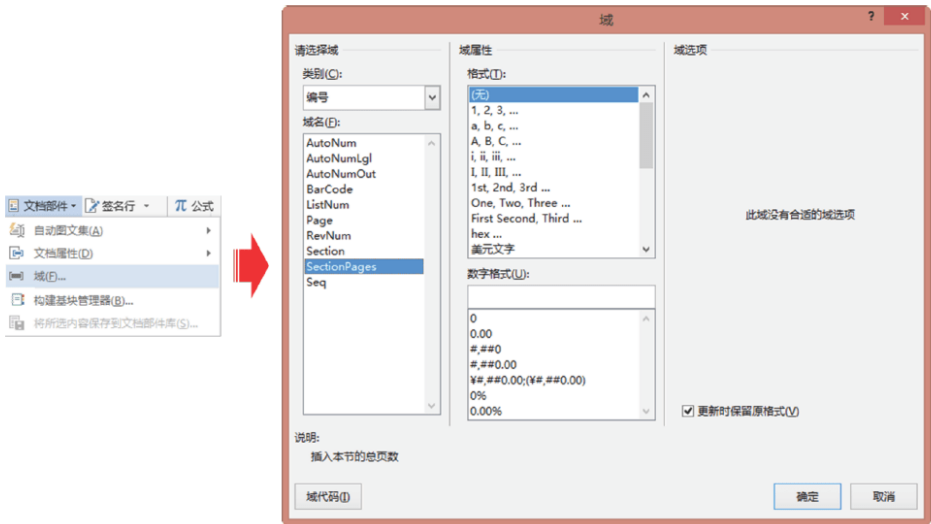 文档部件
签名行
π 公式
自动图文集(A)
文档属性(D)
域(F)...
构建基块管理器(B)...
将所选内容保存到文档部件库(S)...
域
?
×
请选择域
类别(C):
编号
域名(F):
AutoNum
AutoNumLgl
AutoNumOut
BarCode
ListNum
Page
RevNum
Section
SectionPages
Seq
域属性
格式(T):
(无)
1, 2, 3, ...
a, b, c, ...
A, B, C, ...
i, ii, iii, ...
I, II, III, ...
1st, 2nd, 3rd ...
One, Two, Three ...
First Second, Third ...
hex ...
美元文字
数字格式(U):
0
0.00
#,##0
#,##0.00
¥#,##0.00;(¥#,##0.00)
0%
0.00%
域选项
此域没有合适的域选项
更新时保留原格式(V)
说明:
插入本节的总页数
域代码(I)
确定
取消